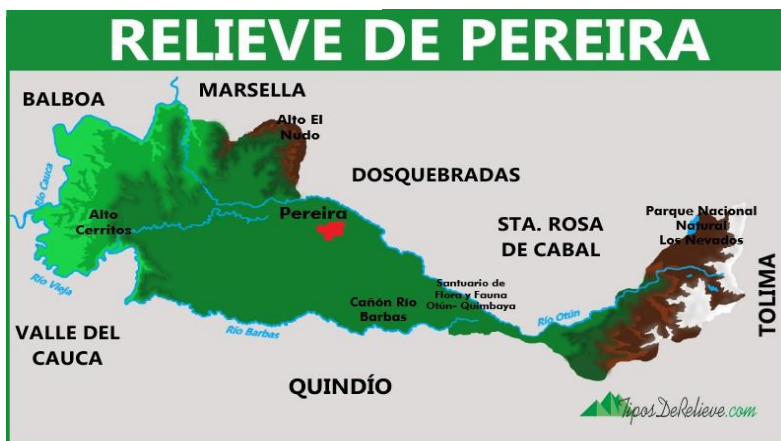 RELIEVE DE PEREIRA
BALBOA
MARSELLA
Alto El
Nudo
DOSQUEBRADAS
Río Cauca
Alto
Cerritos
Pereira
STA. ROSA
DE CABAL
Parque Nacional
Natural
Los Nevados
Río Vieja
Santuario de
Flora y Fauna
Otún- Quimbaya
Cañón Río
Barbas
Río Barbas
Río Otún
TOLIMA
VALLE DEL
CAUCA
QUINDÍO
TiposDeRelieve.com